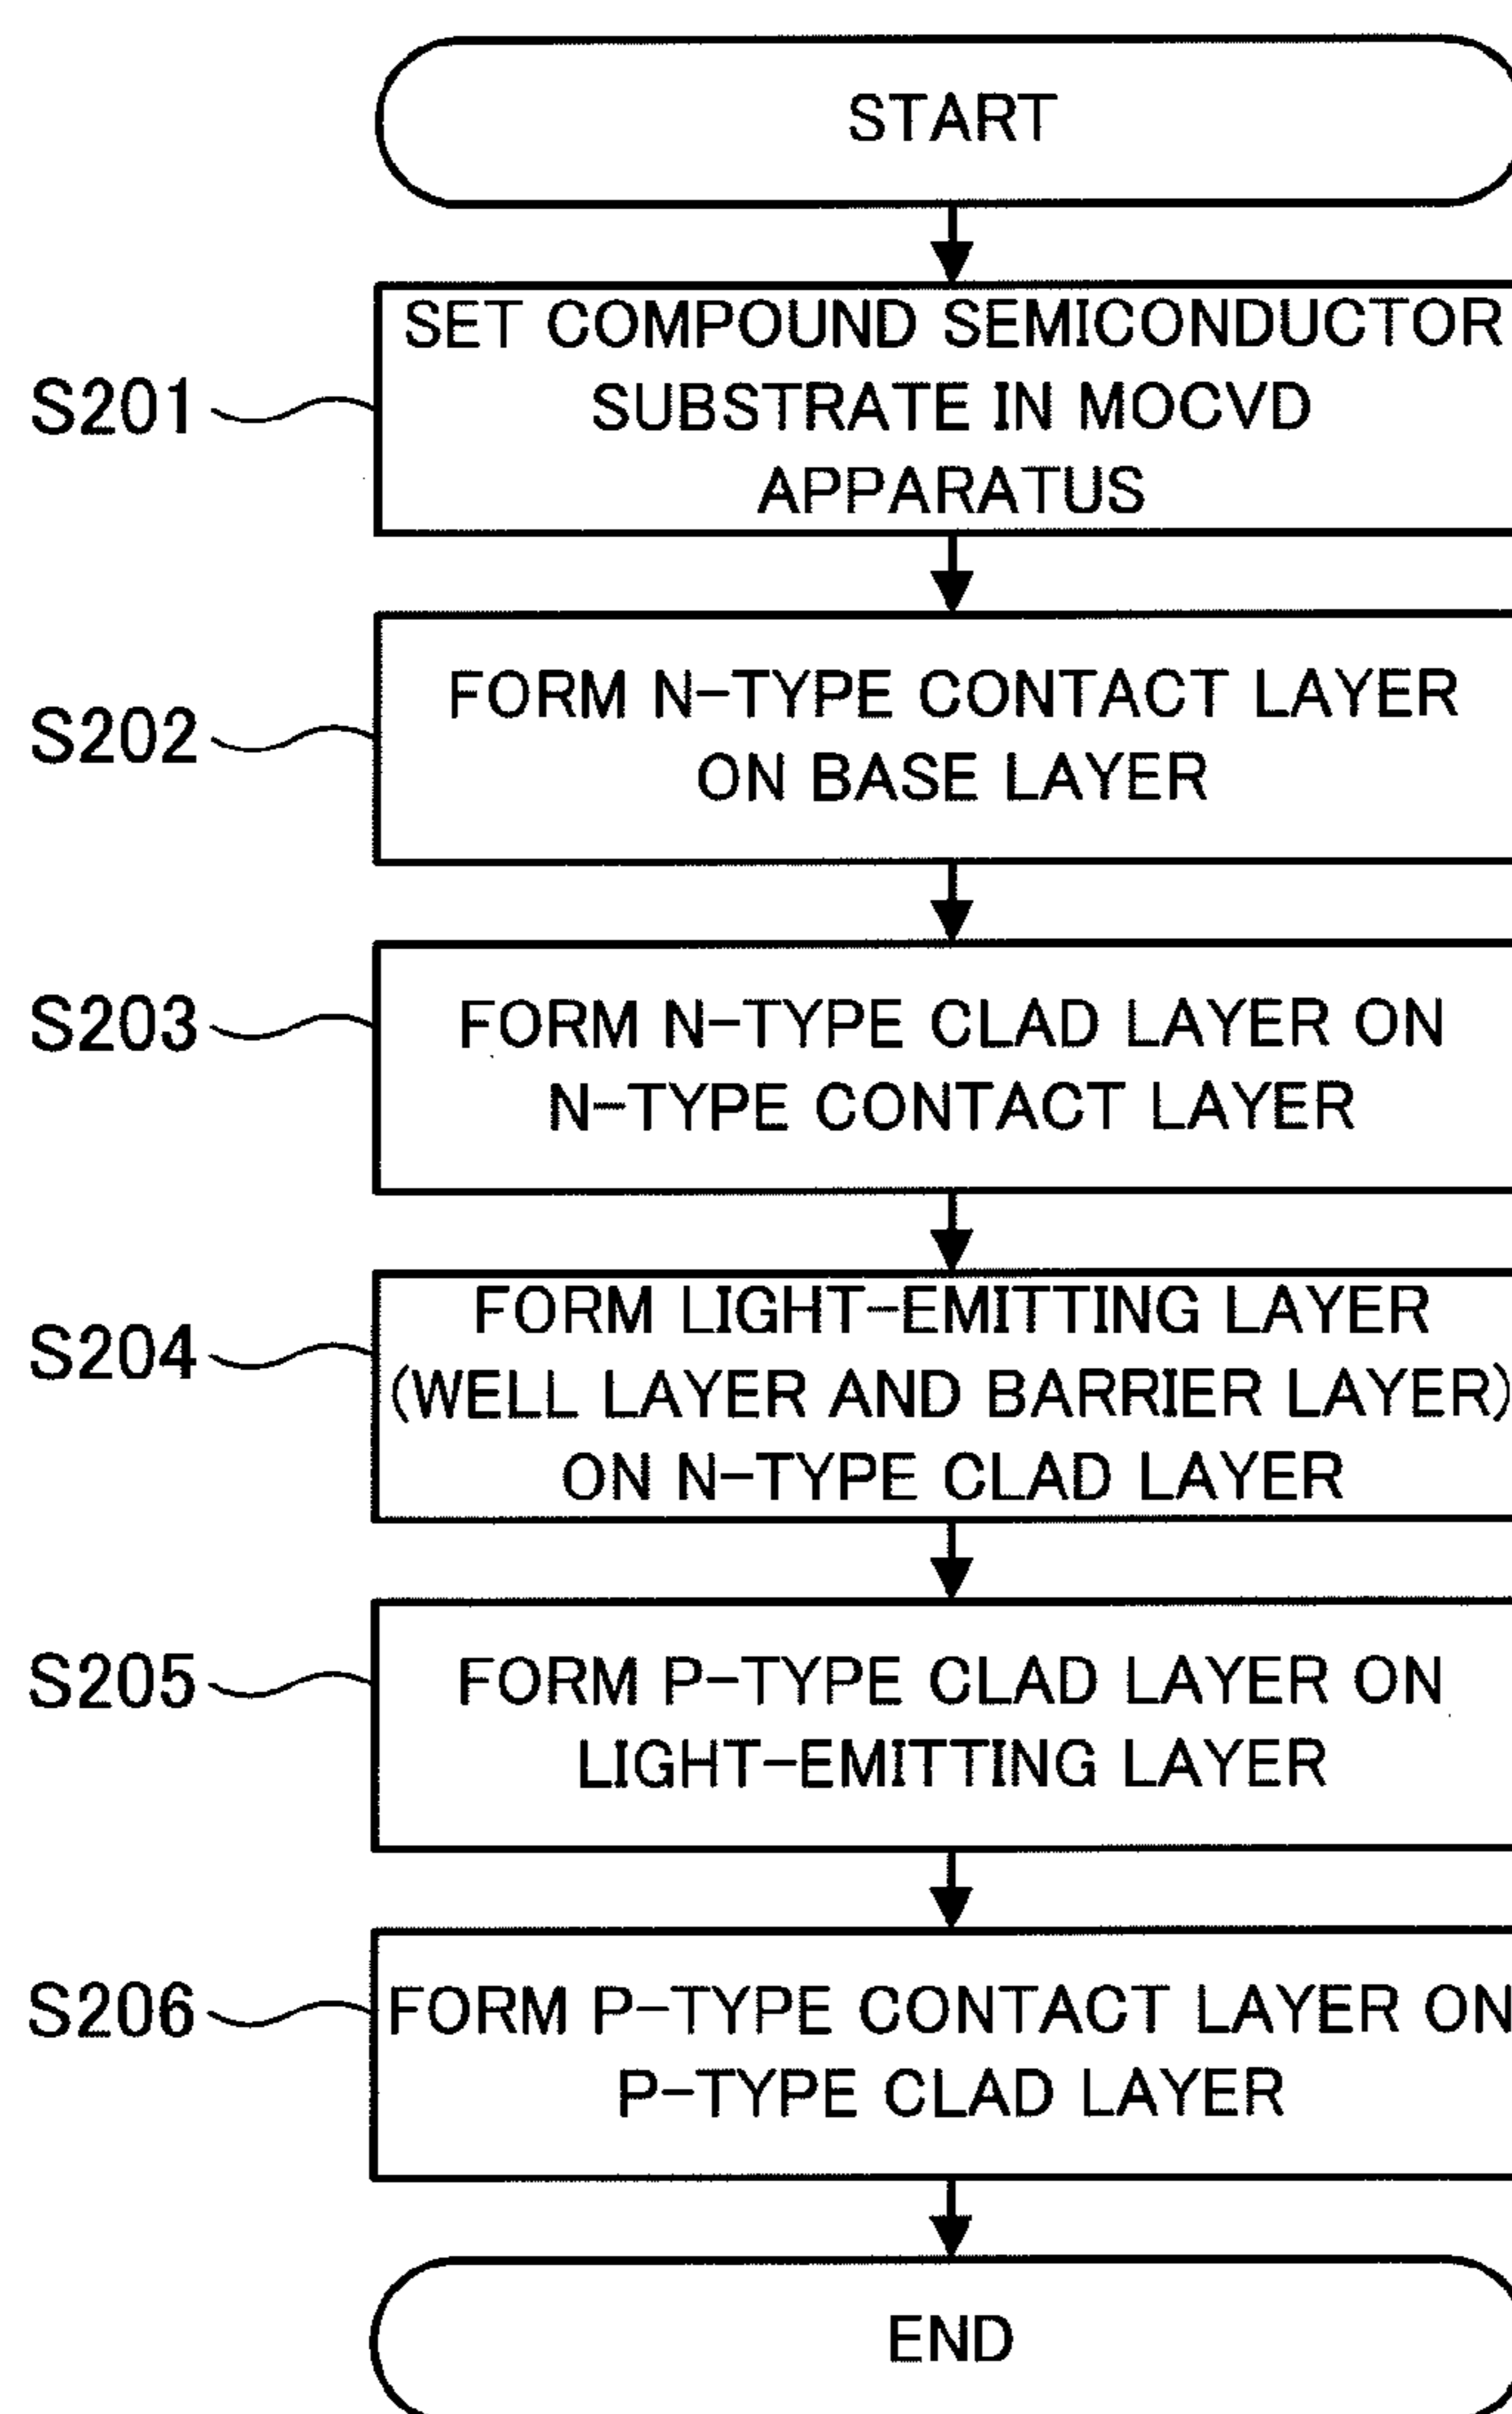 START
S201
SET COMPOUND SEMICONDUCTOR
SUBSTRATE IN MOCVD
APPARATUS
S202
FORM N-TYPE CONTACT LAYER
ON BASE LAYER
S203
FORM N-TYPE CLAD LAYER ON
N-TYPE CONTACT LAYER
S204
FORM LIGHT-EMITTING LAYER
(WELL LAYER AND BARRIER LAYER)
ON N-TYPE CLAD LAYER
S205
FORM P-TYPE CLAD LAYER ON
LIGHT-EMITTING LAYER
S206
FORM P-TYPE CONTACT LAYER ON
P-TYPE CLAD LAYER
END